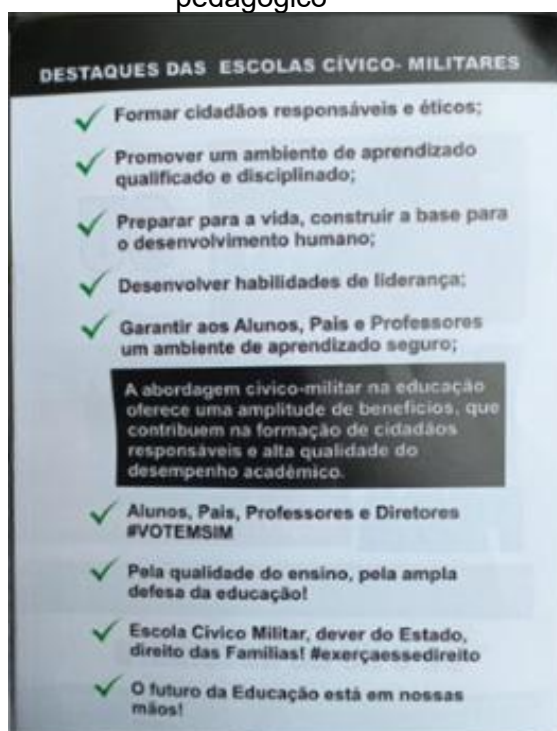 pedagógico
DESTAQUES DAS ESCOLAS CÍVICO- MILITARES
Formar cidadãos responsáveis e éticos;
Promover um ambiente de aprendizado
qualificado e disciplinado;
Preparar para a vida, construir a base para
o desenvolvimento humano;
Desenvolver habilidades de liderança;
Garantir aos Alunos, Pais e Professores
um ambiente de aprendizado seguro;
A abordagem cívico-militar na educação
oferece uma amplitude de benefícios, que
contribuem na formação de cidadãos
responsáveis e alta qualidade do
desempenho acadêmico.
Alunos, Pais, Professores e Diretores
#VOTEMSIM
Pela qualidade do ensino, pela ampla
defesa da educação!
Escola Cívico Militar, dever do Estado,
direito das Famílias! #exerçaessedireito
O futuro da Educação está em nossas
mãos!